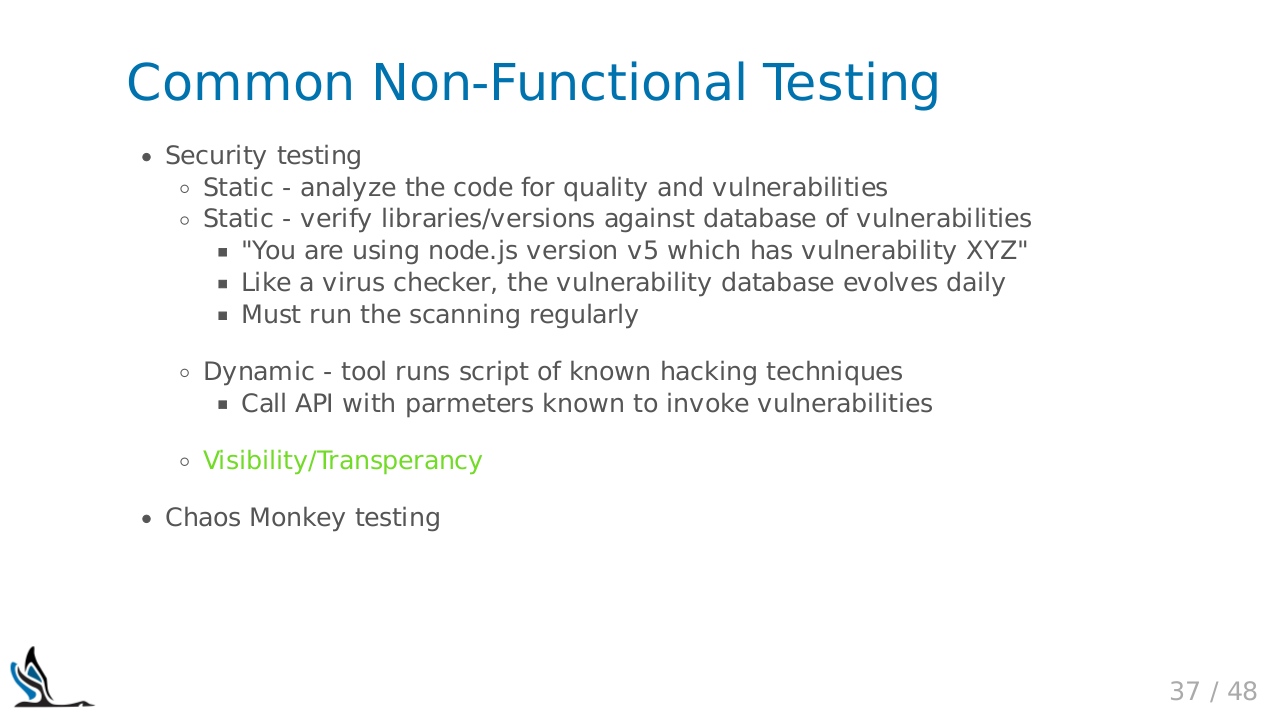 Common Non-Functional Testing
Security testing
Static - analyze the code for quality and vulnerabilities
Static - verify libraries/versions against database of vulnerabilities
"You are using node.js version v5 which has vulnerability XYZ"
Like a virus checker, the vulnerability database evolves daily
Must run the scanning regularly
Dynamic - tool runs script of known hacking techniques
Call API with parmeters known to invoke vulnerabilities
Visibility/Transperancy
Chaos Monkey testing
37 / 48